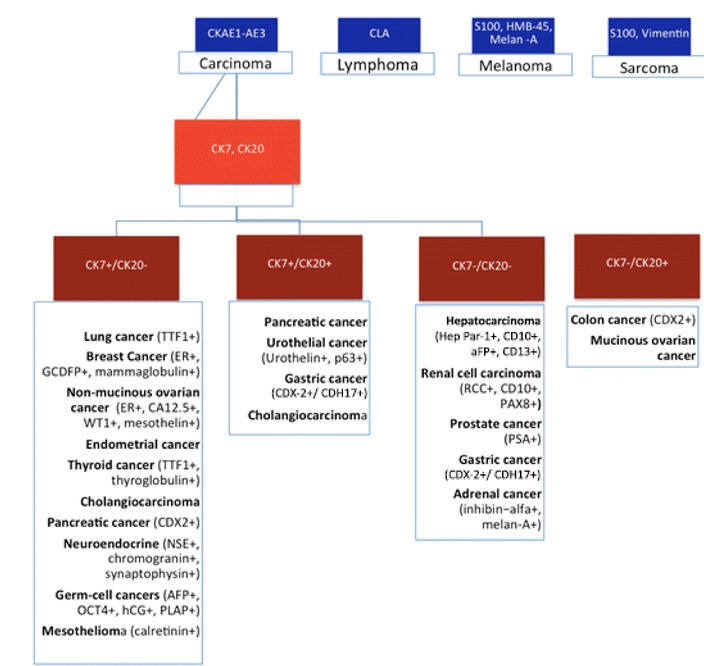 CKAE1-AE3
Carcinoma
CLA
Lymphoma
S100, HMB-45,
Melan -A
Melanoma
S100, Vimentin
Sarcoma
CK7, CK20
CK7+/CK20-
Lung cancer (TTF1+)
Breast Cancer (ER+,
GCDFP+, mammaglobulin+)
Non-mucinous ovarian
cancer (ER+, CA12.5+,
WT1+, mesothelin+)
Endometrial cancer
Thyroid cancer (TTF1+,
thyroglobulin+)
Cholangiocarcinoma
Pancreatic cancer (CDX2+)
Neuroendocrine (NSE+,
chromogranin+,
synaptophysin+)
Germ-cell cancers (AFP+,
OCT4+, hCG+, PLAP+)
Mesothelioma (calretinin+)
CK7+/CK20+
Pancreatic cancer
Urothelial cancer
(Urothelin+, p63+)
Gastric cancer
(CDX-2+/ CDH17+)
Cholangiocarcinoma
CK7-/CK20-
Hepatocarcinoma
(Hep Par-1+, CD10+,
aFP+, CD13+)
Renal cell carcinoma
(RCC+, CD10+,
PAX8+)
Prostate cancer
(PSA+)
Gastric cancer
(CDX-2+/ CDH17+)
Adrenal cancer
(inhibin–alfa+,
melan-A+)
CK7-/CK20+
Colon cancer (CDX2+)
Mucinous ovarian
cancer